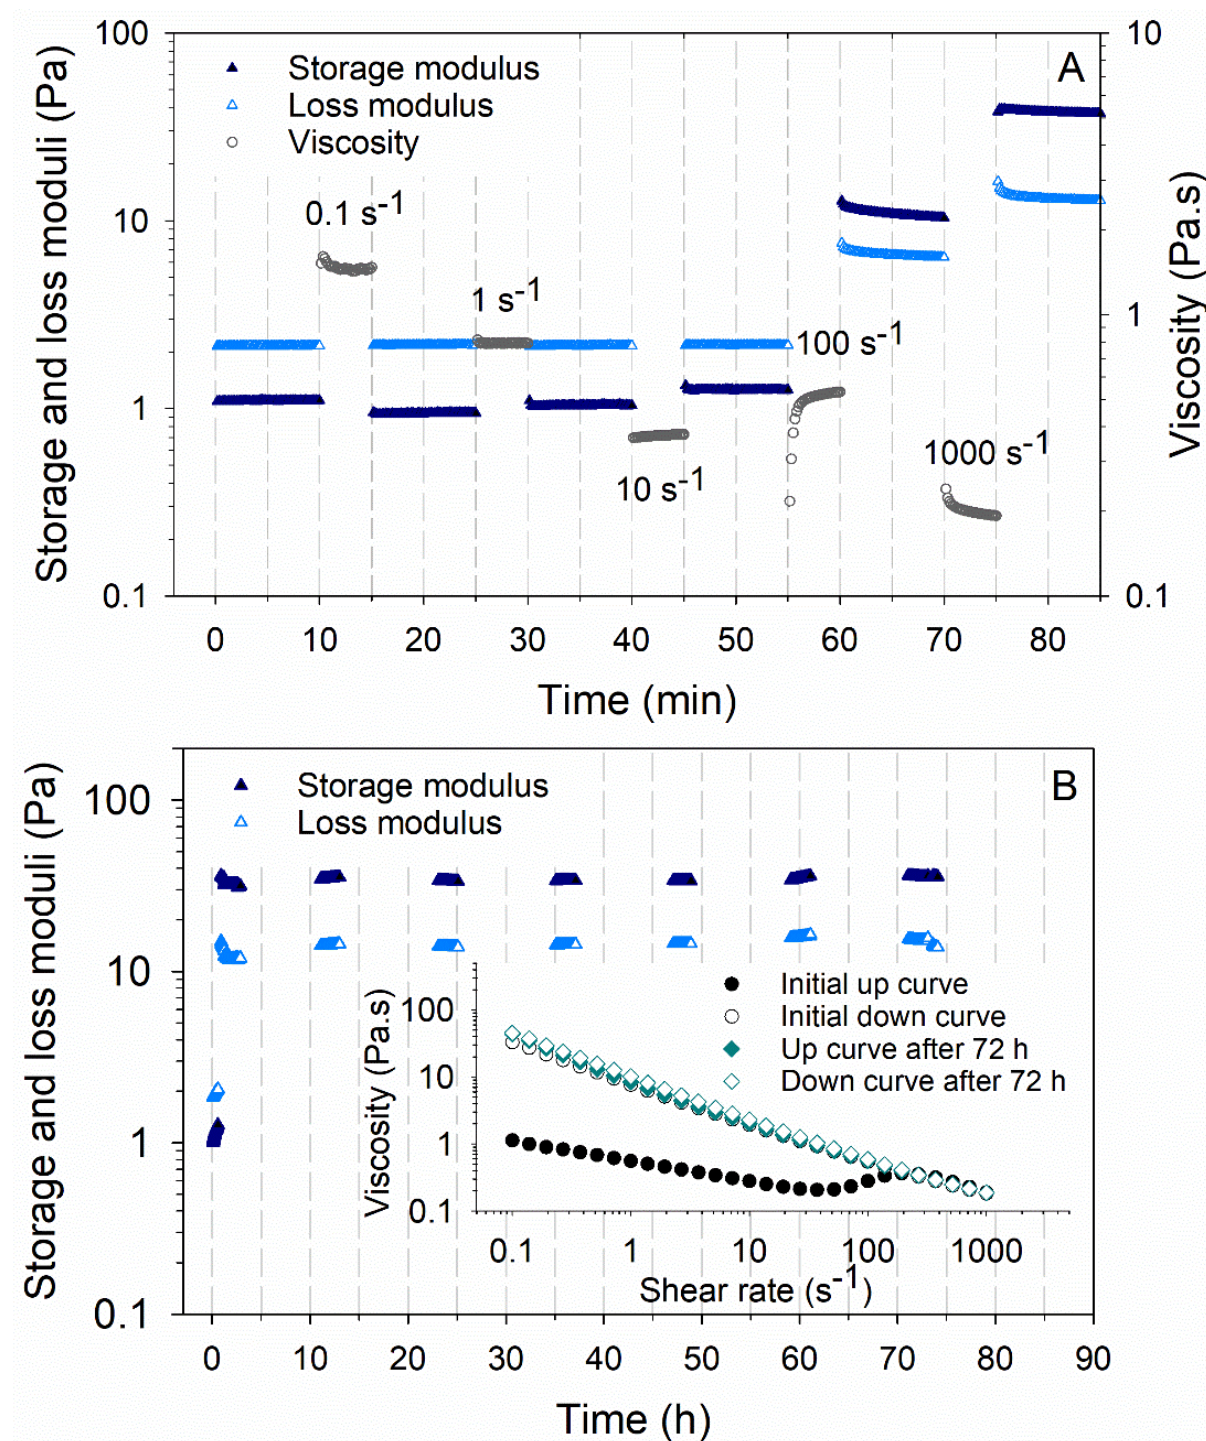 Storage and loss moduli (Pa)
100
10
1
0.1
Storage modulus
Loss modulus
Viscosity
A
0.1 s-1
1 s-1
10 s-1
100 s-1
1000 s-1
10
1
0.1
Viscosity (Pa.s)
0 10 20 30 40 50 60 70 80
Time (min)
Storage and loss moduli (Pa)
100
10
1
0.1
Storage modulus
Loss modulus
B
Viscosity (Pa.s)
100
10
1
0.1
Initial up curve
Initial down curve
Up curve after 72 h
Down curve after 72 h
0.1 1 10 100 1000
Shear rate (s-1)
0 10 20 30 40 50 60 70 80 90
Time (h)